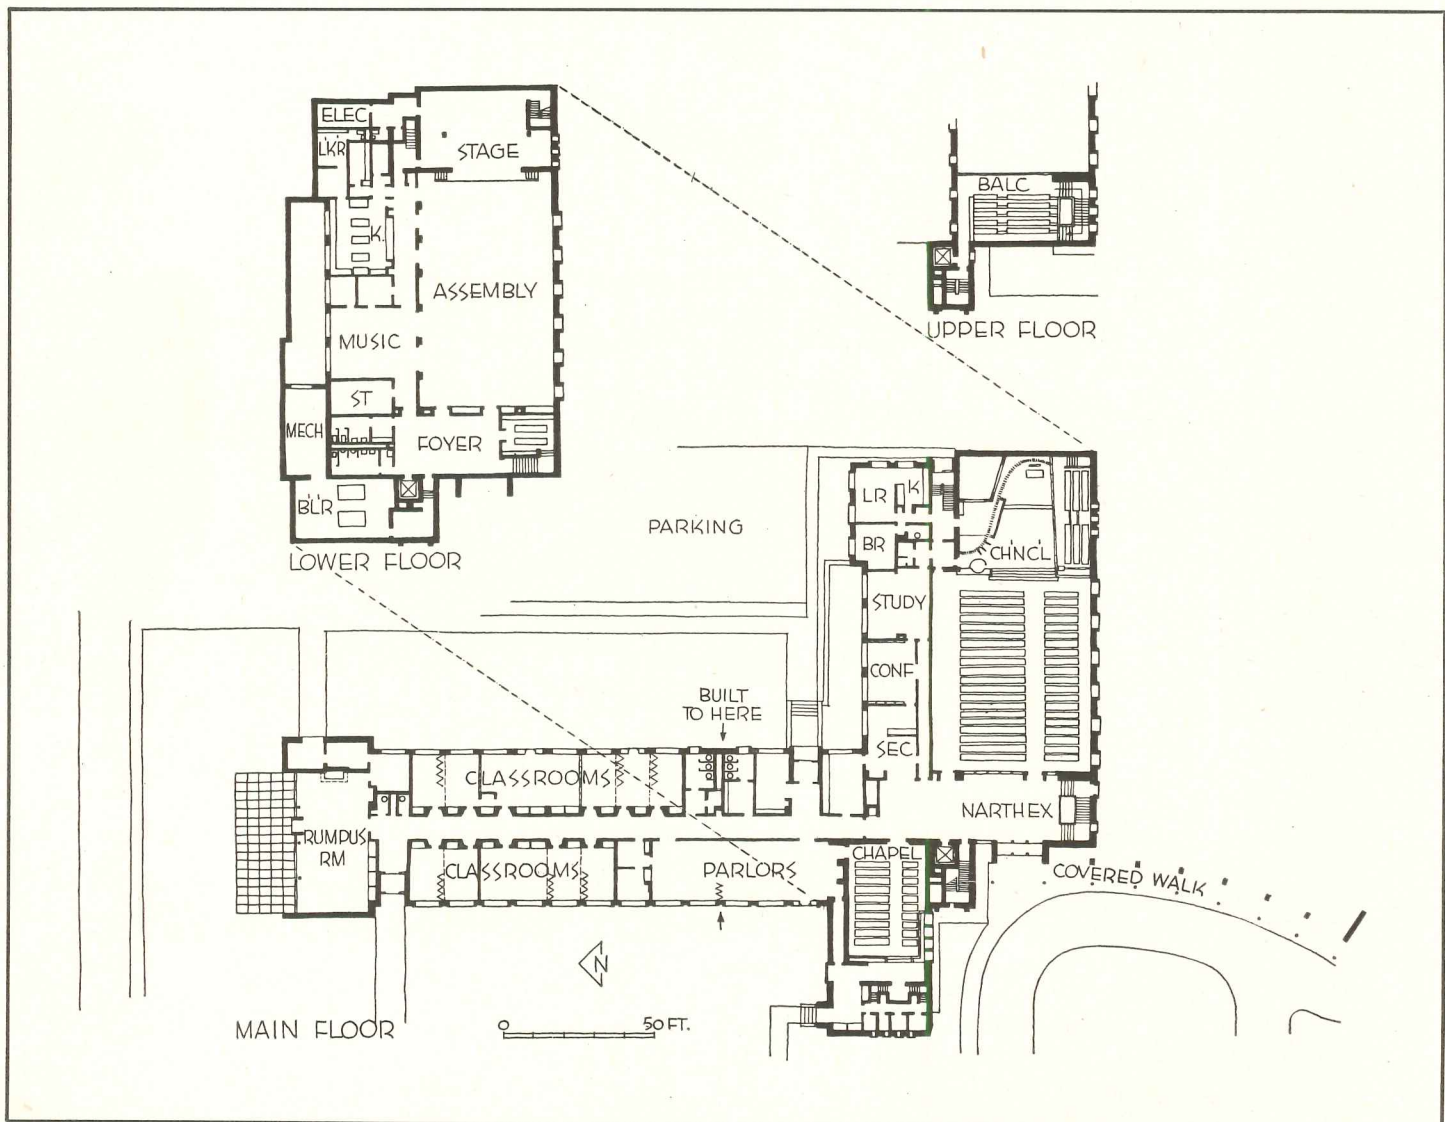 ELEC
LKR
STAGE
K.
ASSEMBLY
MUSIC
ST
MECH
FOYER
BLR
LOWER FLOOR
BALC
UPPER FLOOR
PARKING
LR
K
BR
CHNCL
STUDY
CONF
BUILT
TO HERE
SEC
CLASSROOMS
NARTHEX
RUMPUS
RM
CLASSROOMS
PARLORS
CHAPEL
COVERED WALK
N
MAIN FLOOR
0 50 FT.